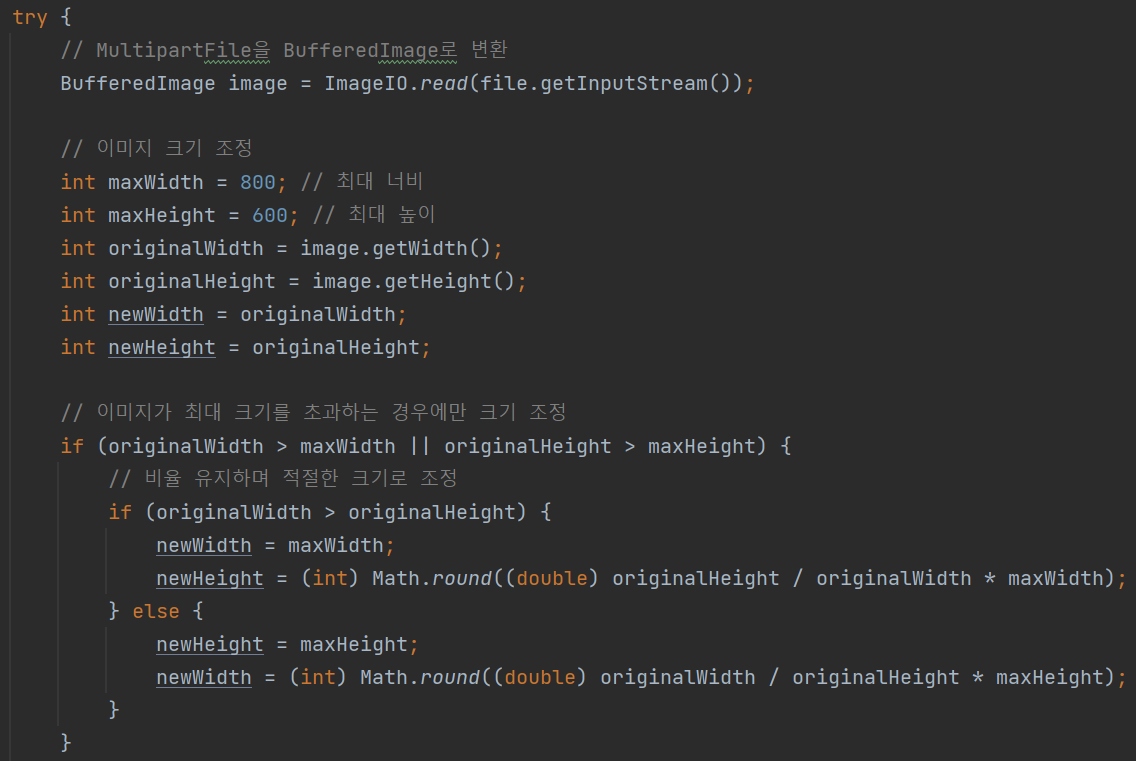 try {
// MultipartFile을 BufferedImage로 변환
BufferedImage image = ImageIO.read(file.getInputStream());
// 이미지 크기 조정
int maxWidth = 800; // 최대 너비
int maxHeight = 600; // 최대 높이
int originalWidth = image.getWidth();
int originalHeight = image.getHeight();
int newWidth = originalWidth;
int newHeight = originalHeight;
// 이미지가 최대 크기를 초과하는 경우에만 크기 조정
if (originalWidth > maxWidth || originalHeight > maxHeight) {
// 비율 유지하며 적절한 크기로 조정
if (originalWidth > originalHeight) {
newWidth = maxWidth;
newHeight = (int) Math.round((double) originalHeight / originalWidth * maxWidth);
} else {
newHeight = maxHeight;
newWidth = (int) Math.round((double) originalWidth / originalHeight * maxHeight);
}
}